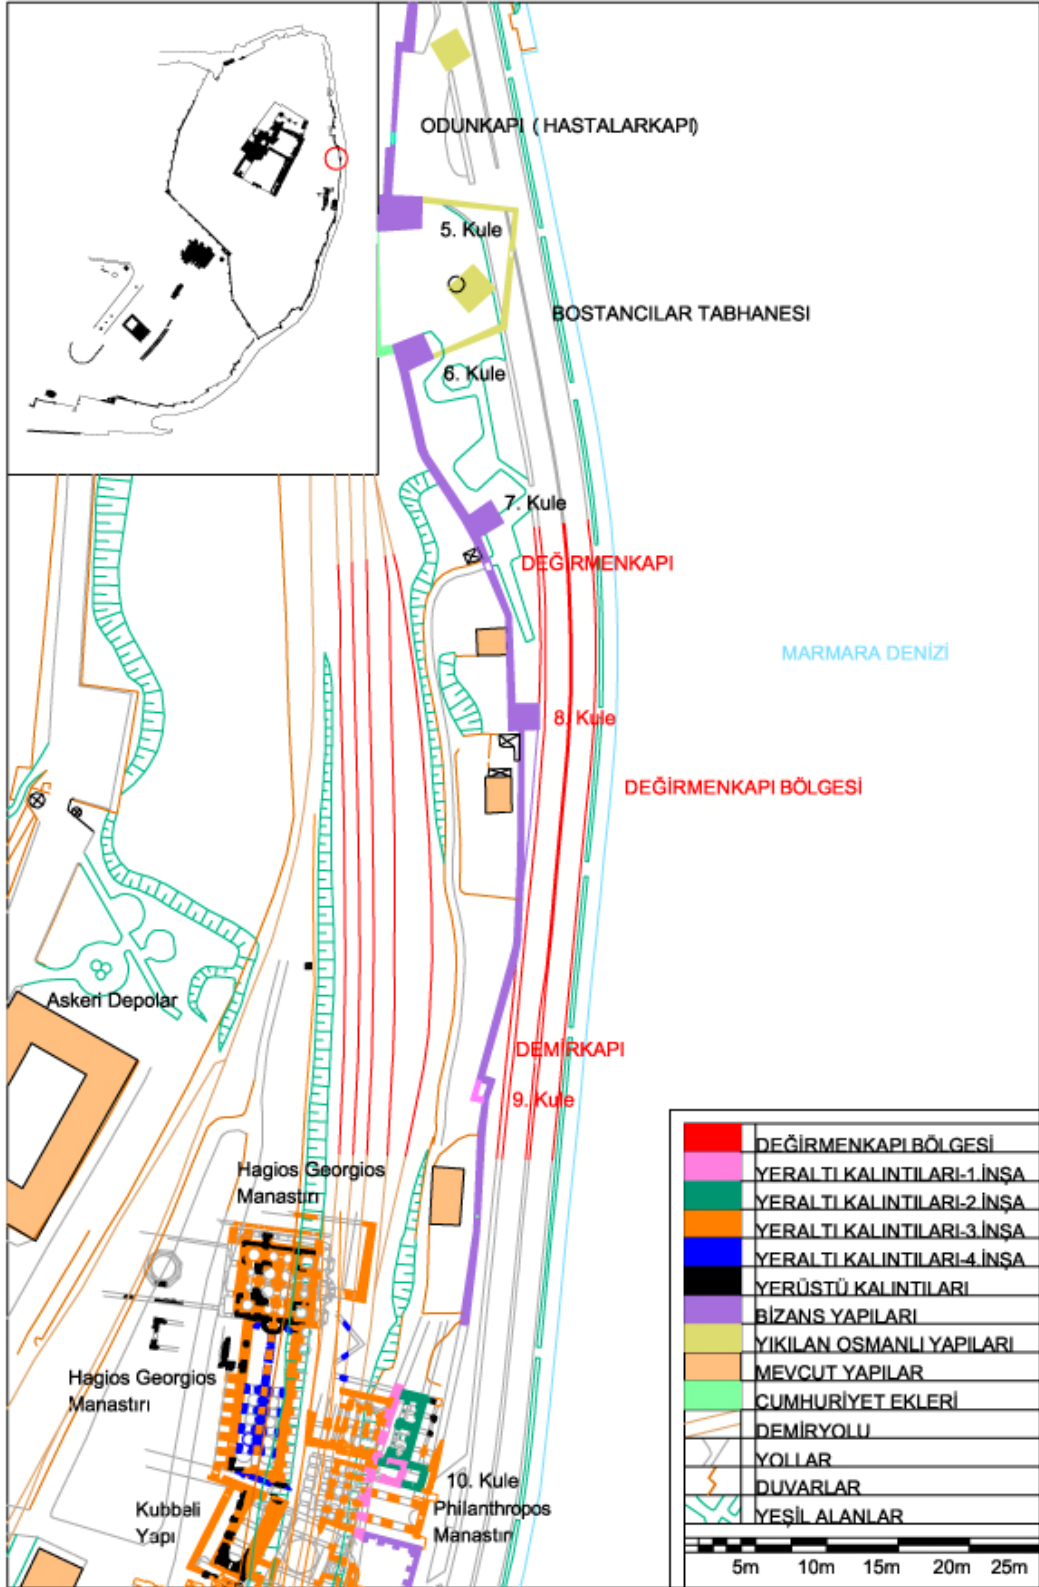 ODUNKAPI ( HASTALARKAPI)
5. Kule
BOSTANCILAR TABHANESI
6. Kule
7. Kule
DEĞİRMENKAPI
MARMARA DENİZİ
8. Kule
DEĞİRMENKAPI BÖLGESİ
Askeri Depolar
DEMİRKAPI
9. Kule
Hagios Georgios
Manastırı
Hagios Georgios
Manastırı
10. Kule
Philanthropos
Manastırı
Kubbeli
Yapı
DEĞİRMENKAPI BÖLGESİ
YERALTI KALINTILARI-1.İNŞA
YERALTI KALINTILARI-2.İNŞA
YERALTI KALINTILARI-3.İNŞA
YERALTI KALINTILARI-4.İNŞA
YERÜSTÜ KALINTILARI
BİZANS YAPILARI
YIKILAN OSMANLI YAPILARI
MEVCUT YAPILAR
CUMHURİYET EKLERİ
DEMİRYOLU
YOLLAR
DUVARLAR
YEŞİL ALANLAR
5m 10m 15m 20m 25m